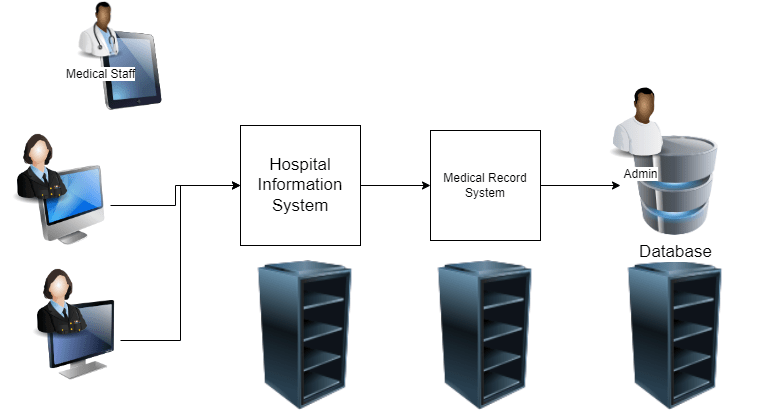 Medical Staff
Hospital
Information
System
Medical Record
System
Admin
Database